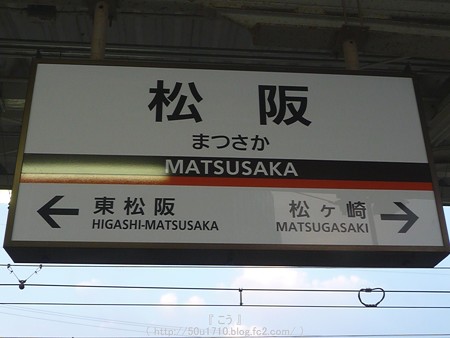 松阪
まつさか
MATSUSAKA
東松阪
HIGASHI-MATSUSAKA
松ヶ崎
MATSUGASAKI
『 こう 』
( http://50u1710.blog.fc2.com/ )